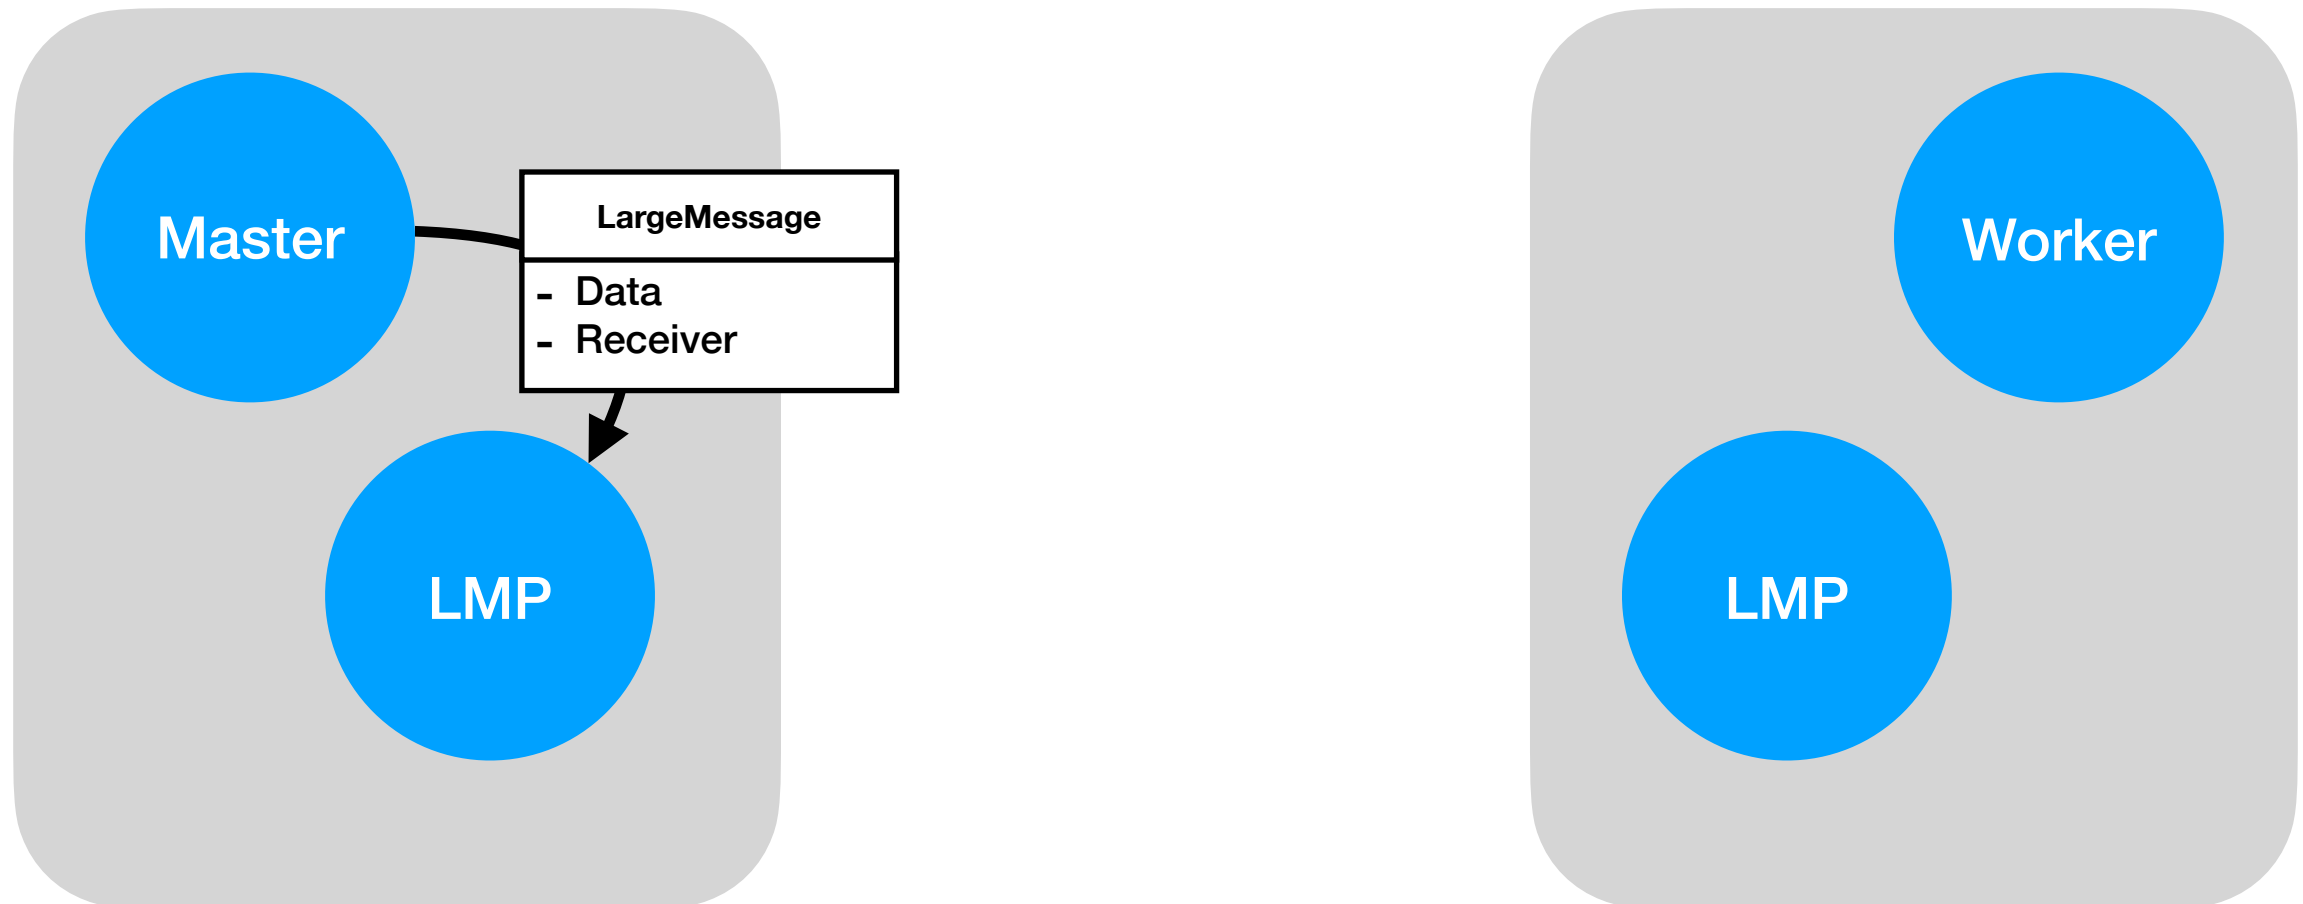 Master
LargeMessage
- Data
- Receiver
LMP
Worker
LMP